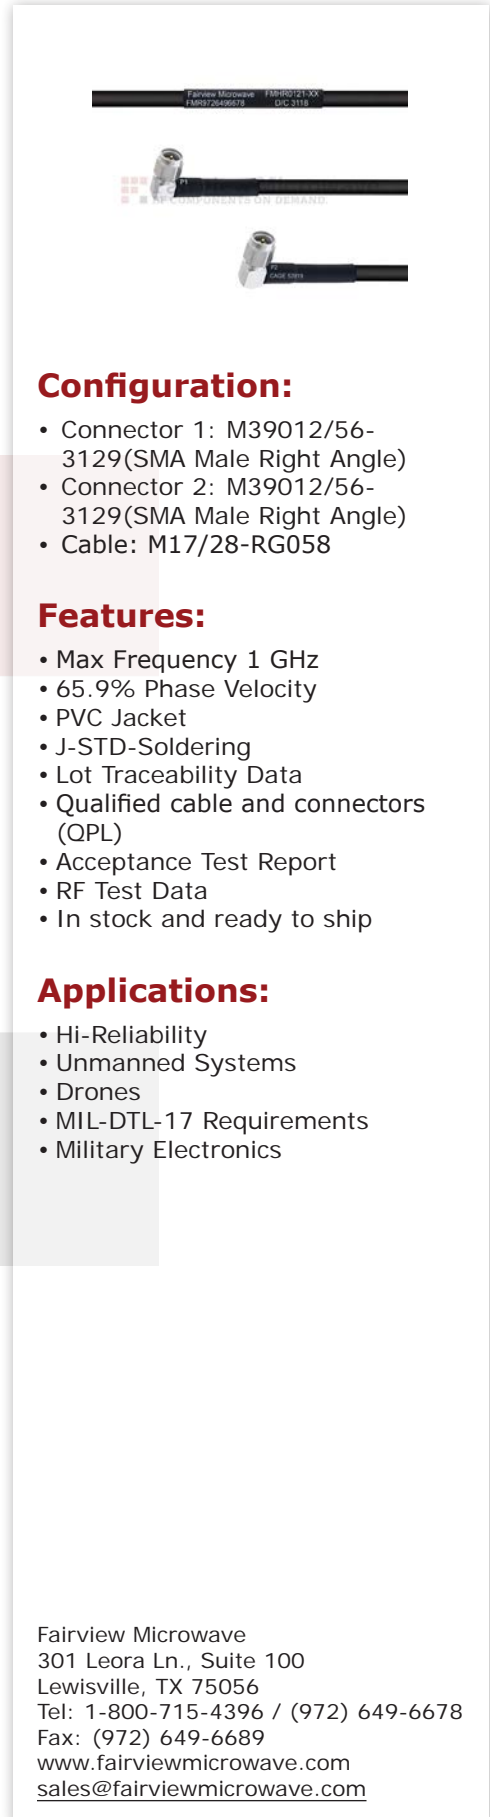 Fairview Microwave FMHR0121-XX
FMR9726496678 D/C 3118
P1
COMPONENTS ON DEMAND.
P2
CAGE
Configuration:
• Connector 1: M39012/56-
3129(SMA Male Right Angle)
• Connector 2: M39012/56-
3129(SMA Male Right Angle)
• Cable: M17/28-RG058
Features:
• Max Frequency 1 GHz
• 65.9% Phase Velocity
• PVC Jacket
• J-STD-Soldering
• Lot Traceability Data
• Qualified cable and connectors
(QPL)
• Acceptance Test Report
• RF Test Data
• In stock and ready to ship
Applications:
• Hi-Reliability
• Unmanned Systems
• Drones
• MIL-DTL-17 Requirements
• Military Electronics
Fairview Microwave
301 Leora Ln., Suite 100
Lewisville, TX 75056
Tel: 1-800-715-4396 / (972) 649-6678
Fax: (972) 649-6689
www.fairviewmicrowave.com
sales@fairviewmicrowave.com